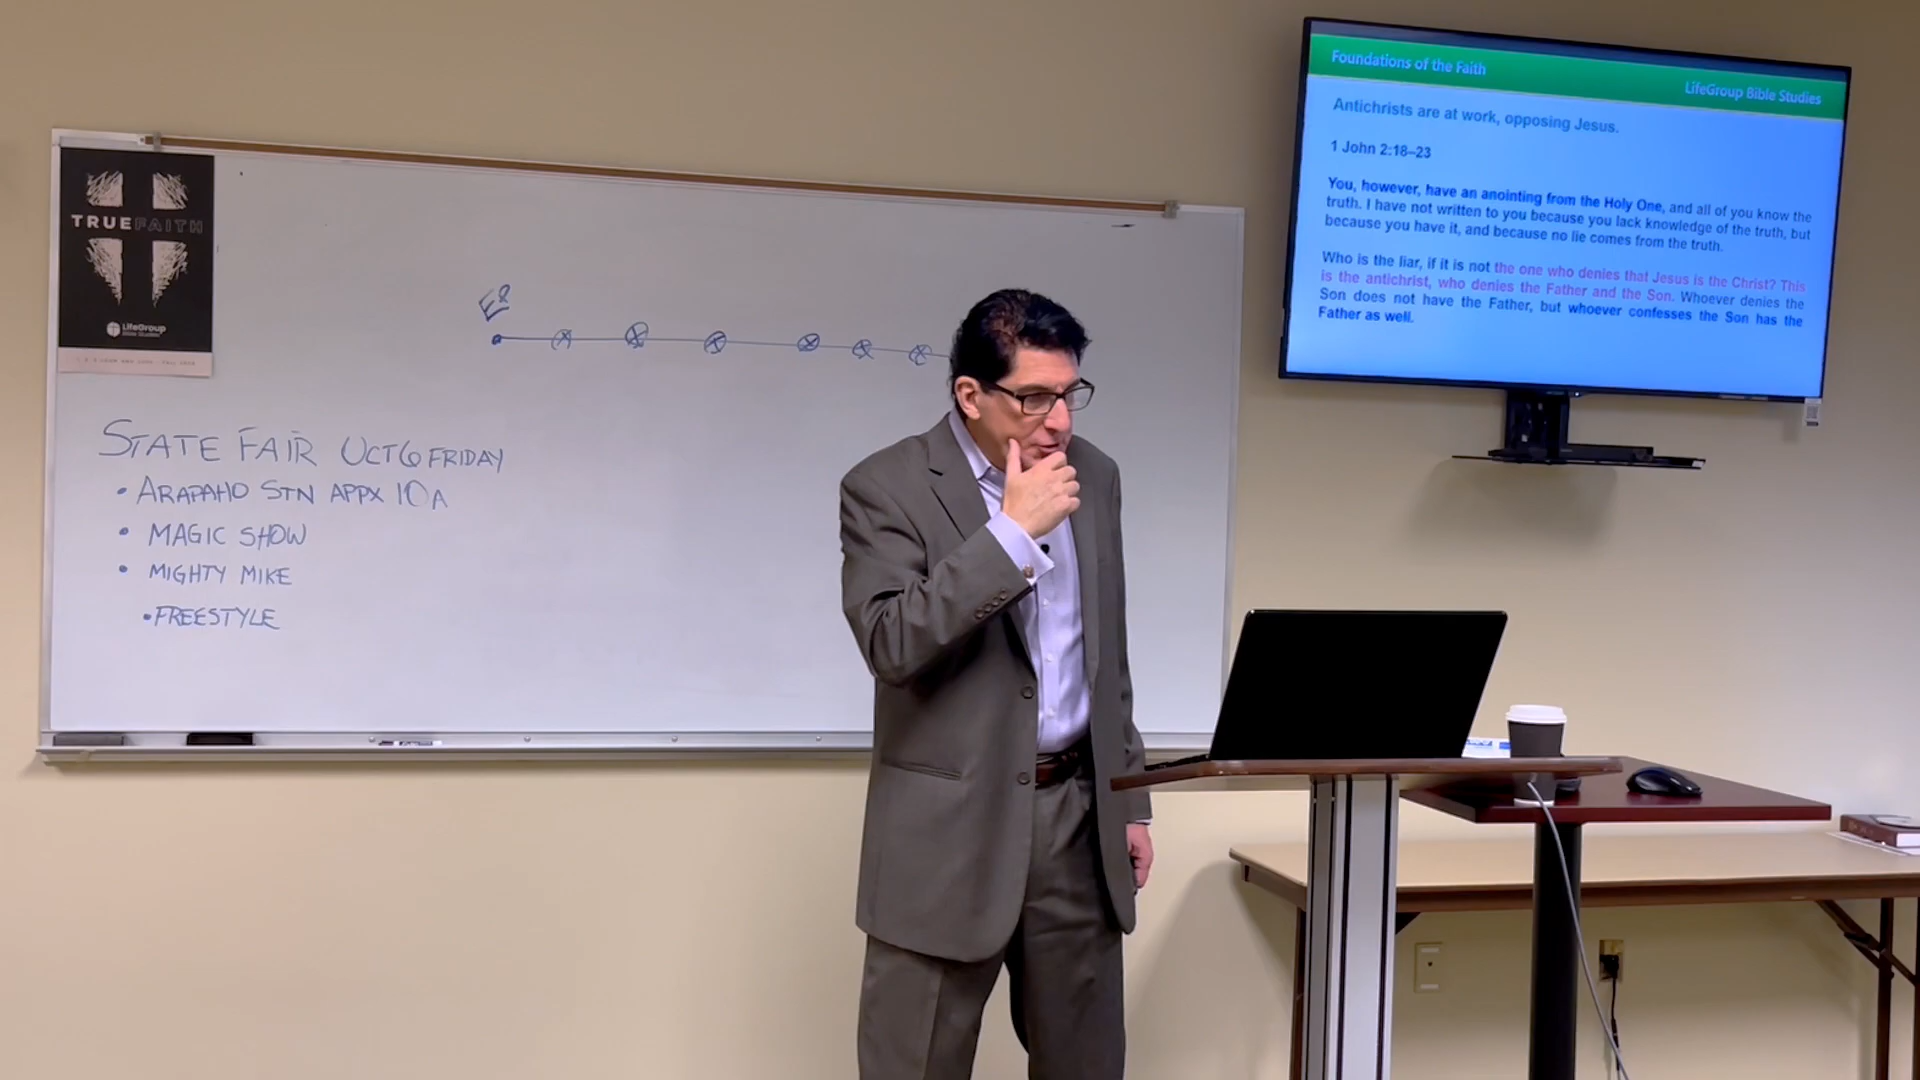 TRUEFAITH
LifeGroup
Bible Studies
STATE FAIR OCT 6 FRIDAY
• ARAPAHO STN APPX 10A
• MAGIC SHOW
• MIGHTY MIKE
• FREESTYLE
Foundations of the Faith
LifeGroup Bible Studies
Antichrists are at work, opposing Jesus.
1 John 2:18–23
You, however, have an anointing from the Holy One, and all of you know the
truth. I have not written to you because you lack knowledge of the truth, but
because you have it, and because no lie comes from the truth.
Who is the liar, if it is not the one who denies that Jesus is the Christ? This
is the antichrist, who denies the Father and the Son. Whoever denies the
Son does not have the Father, but whoever confesses the Son has the
Father as well.